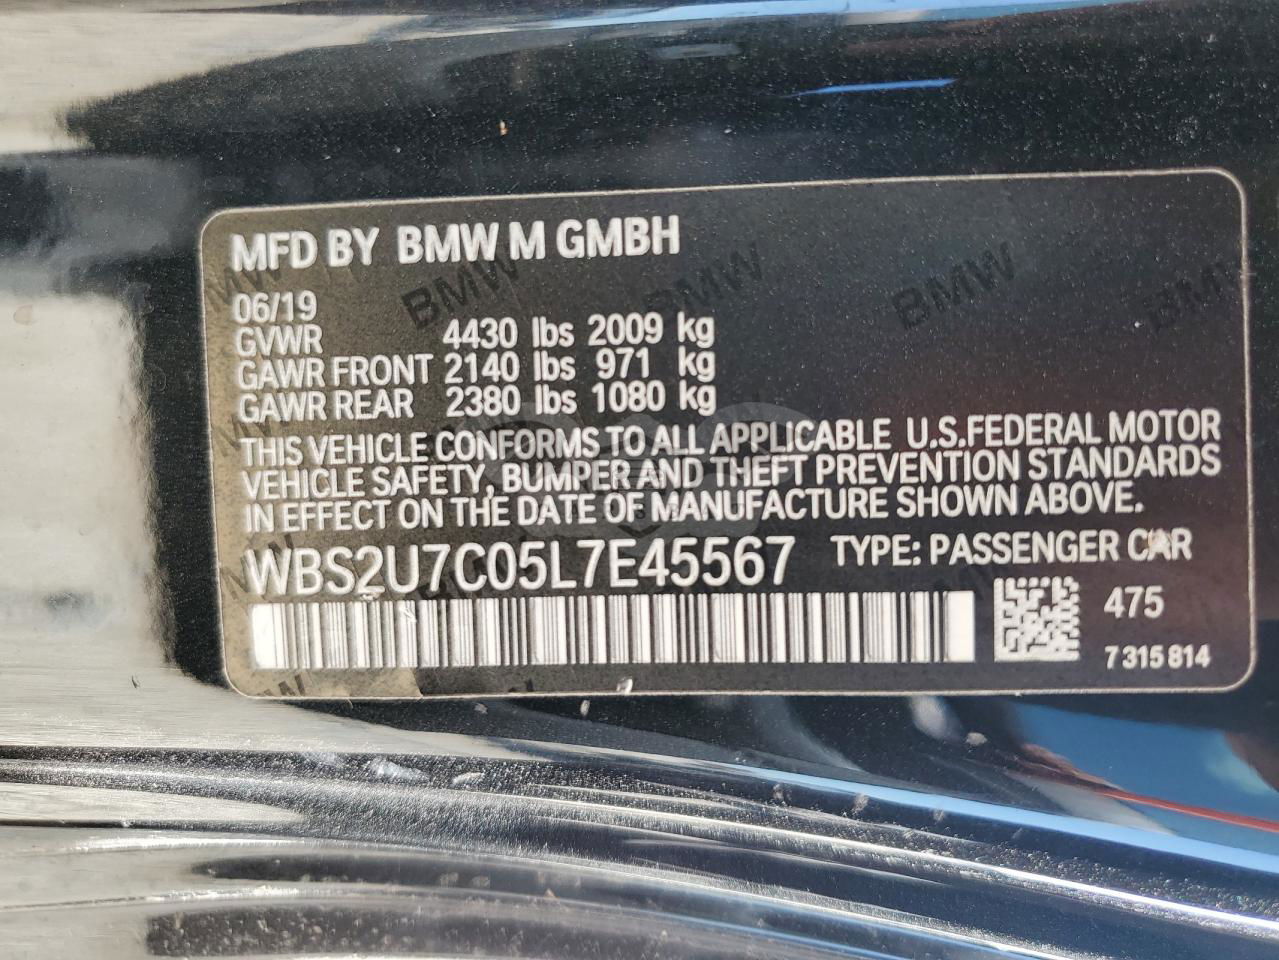 MFD BY BMW M GMBH
06/19
GVWR 4430 lbs 2009 kg
GAWR FRONT 2140 lbs 971 kg
GAWR REAR 2380 lbs 1080 kg
THIS VEHICLE CONFORMS TO ALL APPLICABLE U.S.FEDERAL MOTOR
VEHICLE SAFETY, BUMPER AND THEFT PREVENTION STANDARDS
IN EFFECT ON THE DATE OF MANUFACTURE SHOWN ABOVE.
WBS2U7C05L7E45567 TYPE: PASSENGER CAR
475
7 315 814